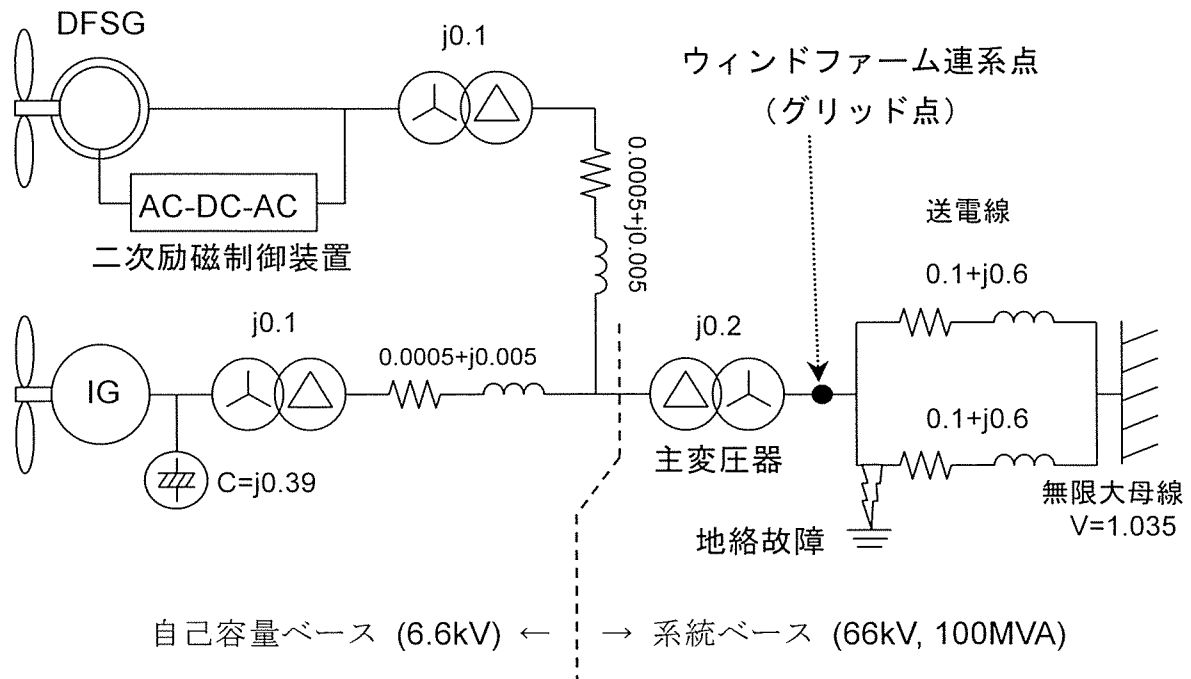 DFSG
j0.1
ウィンドファーム連系点
(グリッド点)
0.0005+j0.005
AC-DC-AC
二次励磁制御装置
送電線
0.1+j0.6
j0.1
j0.2
0.0005+j0.005
IG
主変圧器
0.1+j0.6
C=j0.39
無限大母線
V=1.035
地絡故障
自己容量ベース (6.6kV) ← → 系統ベース (66kV, 100MVA)